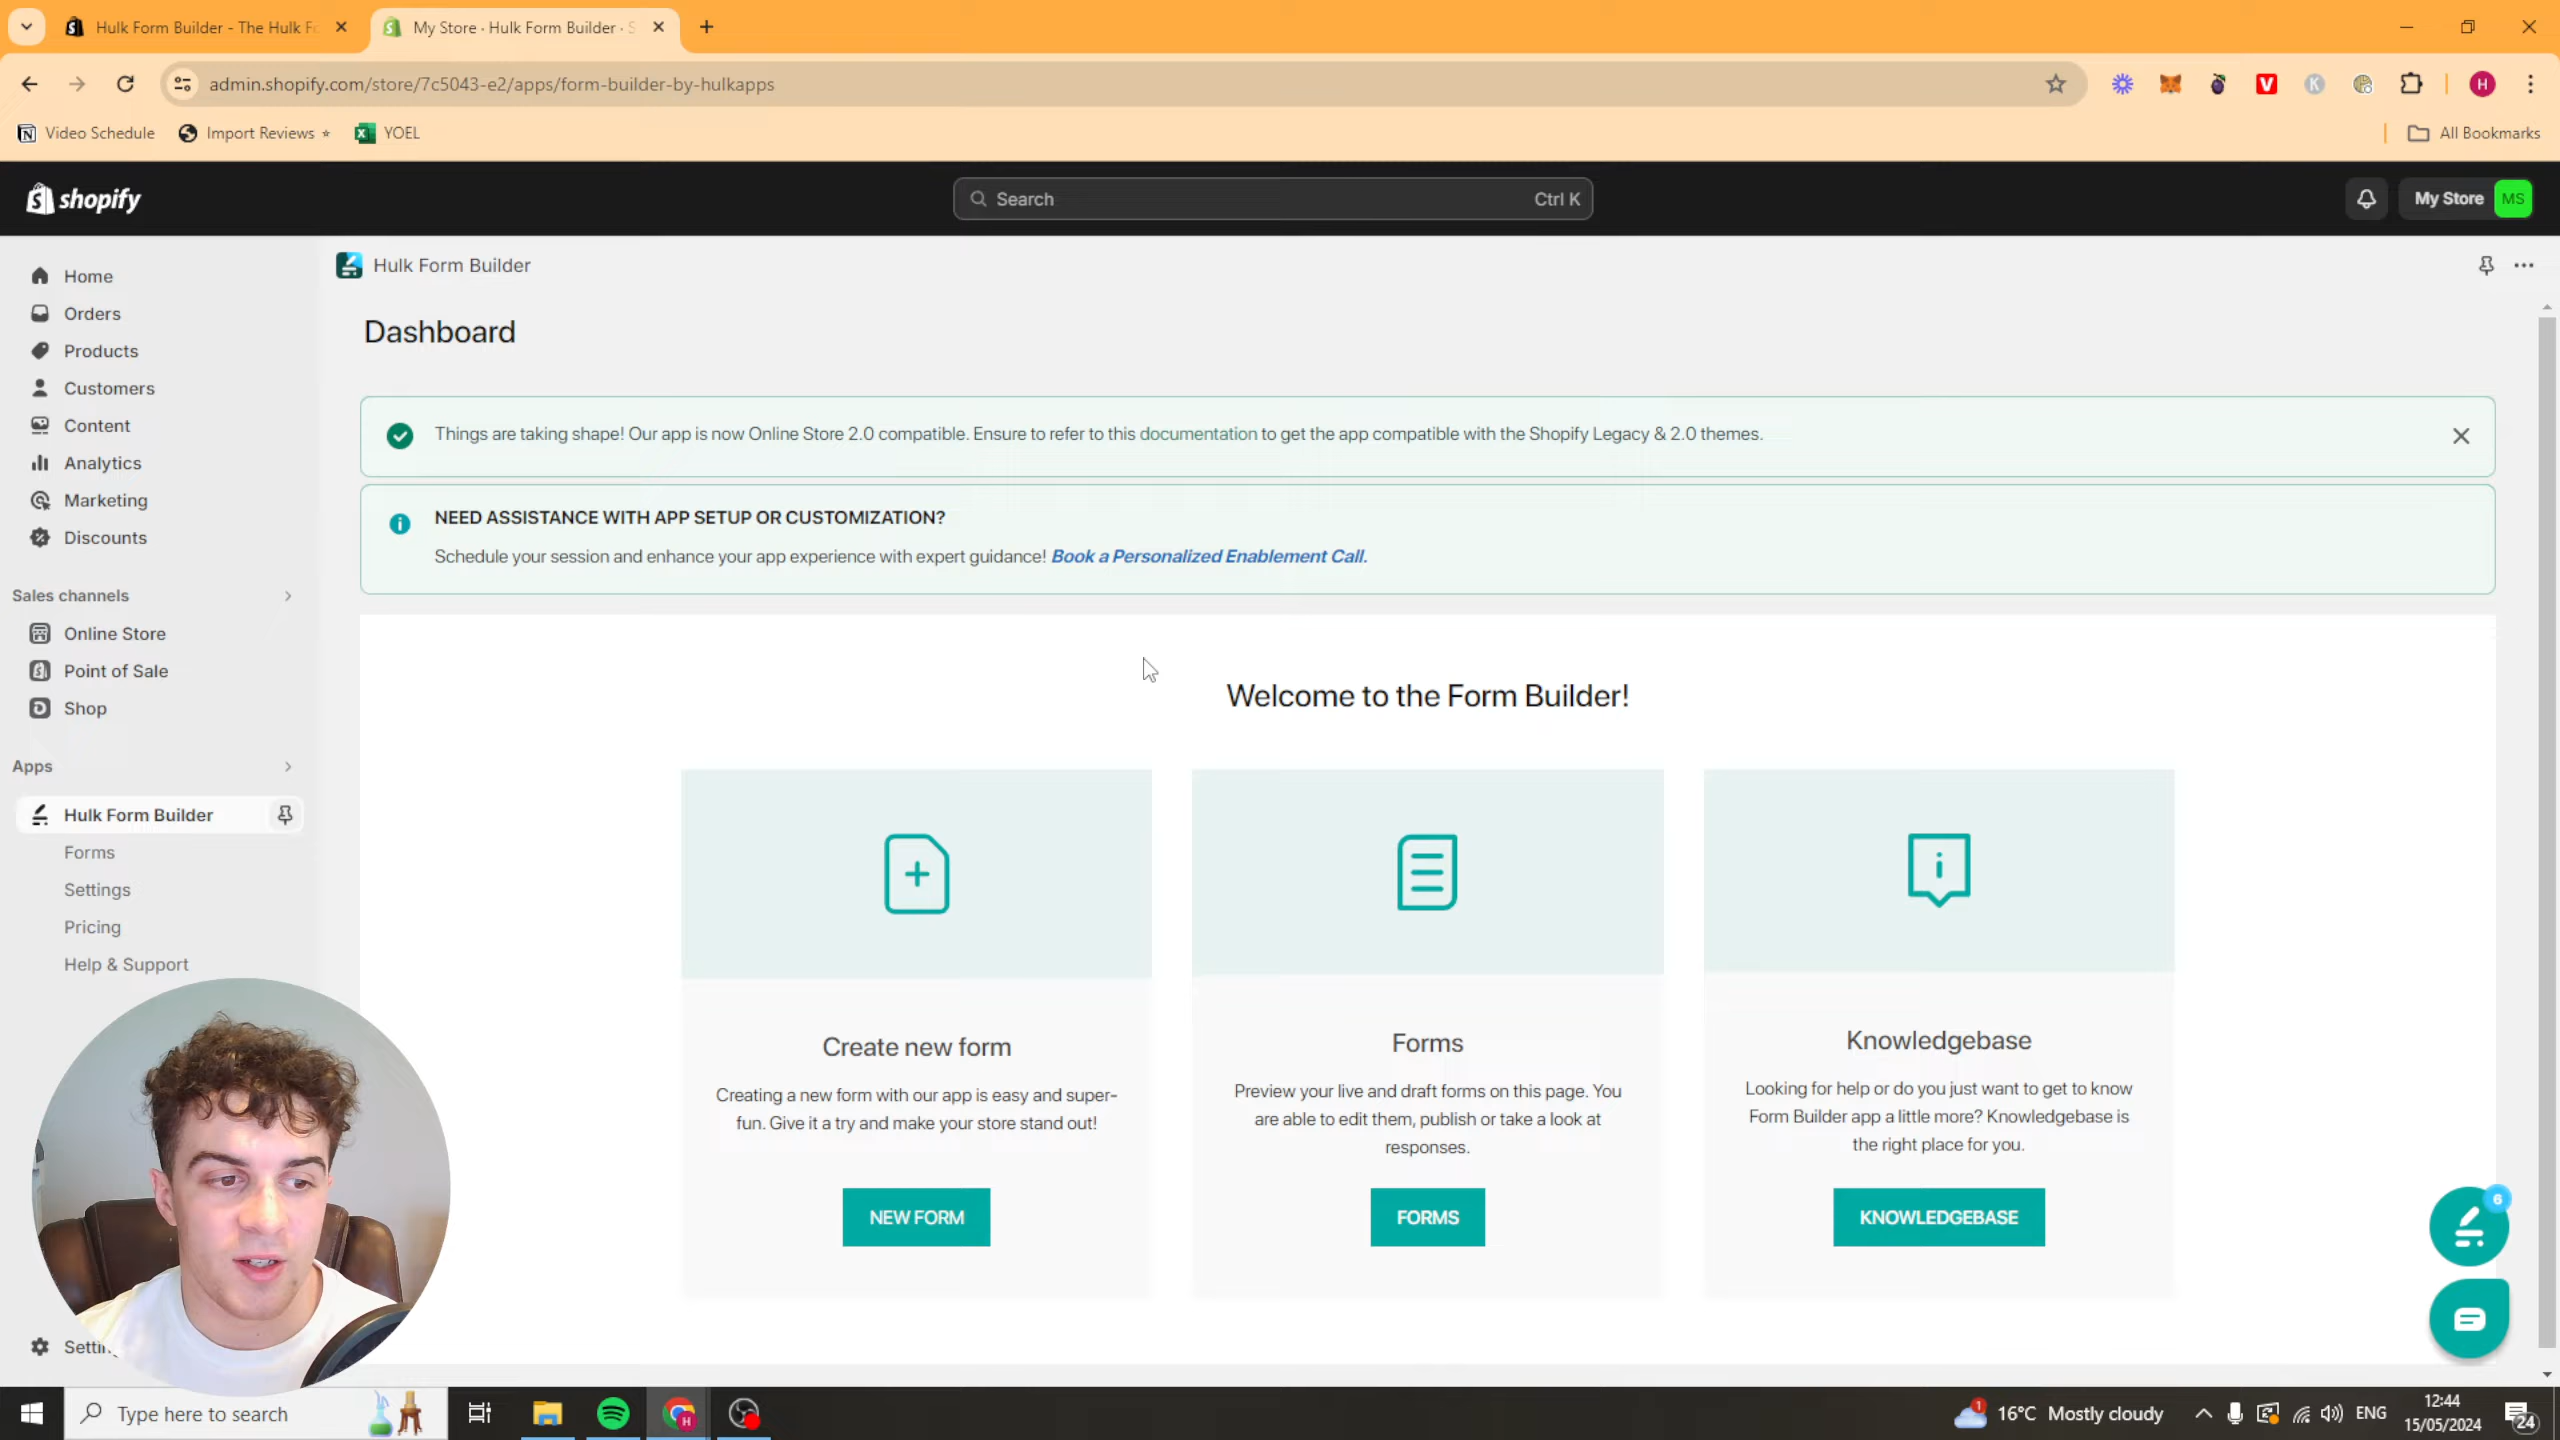 Hulk Form Builder - The Hulk Fo
My Store · Hulk Form Builder · S
admin.shopify.com/store/7c5043-e2/apps/form-builder-by-hulkapps
H
Video Schedule
Import Reviews ⭑
YOEL
All Bookmarks
shopify
Search
Ctrl K
My Store
MS
Home
Orders
Products
Customers
Content
Analytics
Marketing
Discounts
Sales channels
Online Store
Point of Sale
Shop
Apps
Hulk Form Builder
Forms
Settings
Pricing
Help & Support
Hulk Form Builder
Dashboard
Things are taking shape! Our app is now Online Store 2.0 compatible. Ensure to refer to this documentation to get the app compatible with the Shopify Legacy & 2.0 themes.
NEED ASSISTANCE WITH APP SETUP OR CUSTOMIZATION?
Schedule your session and enhance your app experience with expert guidance! Book a Personalized Enablement Call.
Welcome to the Form Builder!
Create new form
Creating a new form with our app is easy and super-
fun. Give it a try and make your store stand out!
NEW FORM
Forms
Preview your live and draft forms on this page. You
are able to edit them, publish or take a look at
responses.
FORMS
Knowledgebase
Looking for help or do you just want to get to know
Form Builder app a little more? Knowledgebase is
the right place for you.
KNOWLEDGEBASE
6
Type here to search
1
16°C Mostly cloudy
ENG
12:44
15/05/2024
24